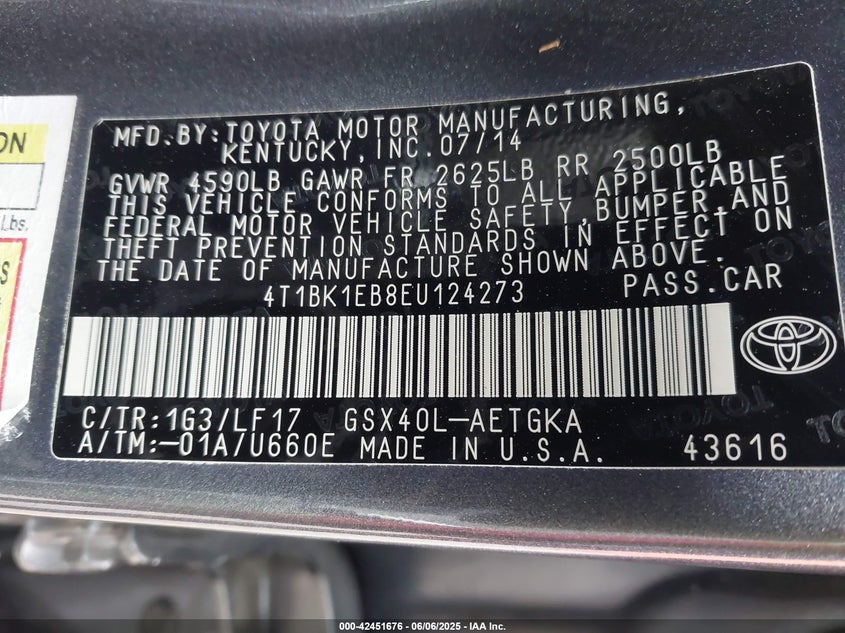 MFD.BY:TOYOTA MOTOR MANUFACTURING,
KENTUCKY, INC. 07/14
GVWR 4590LB GAWR FR 2625LB RR 2500LB
THIS VEHICLE CONFORMS TO ALL APPLICABLE
FEDERAL MOTOR VEHICLE SAFETY, BUMPER, AND
THEFT PREVENTION STANDARDS IN EFFECT ON
THE DATE OF MANUFACTURE SHOWN ABOVE.
4T1BK1EB8EU124273 PASS.CAR
C/TR:1G3/LF17 GSX40L-AETGKA
A/TM:-01A/U660E MADE IN U.S.A. 43616
ON
Lbs.
S
000-42451676 | 06/06/2025 - IAA Inc.